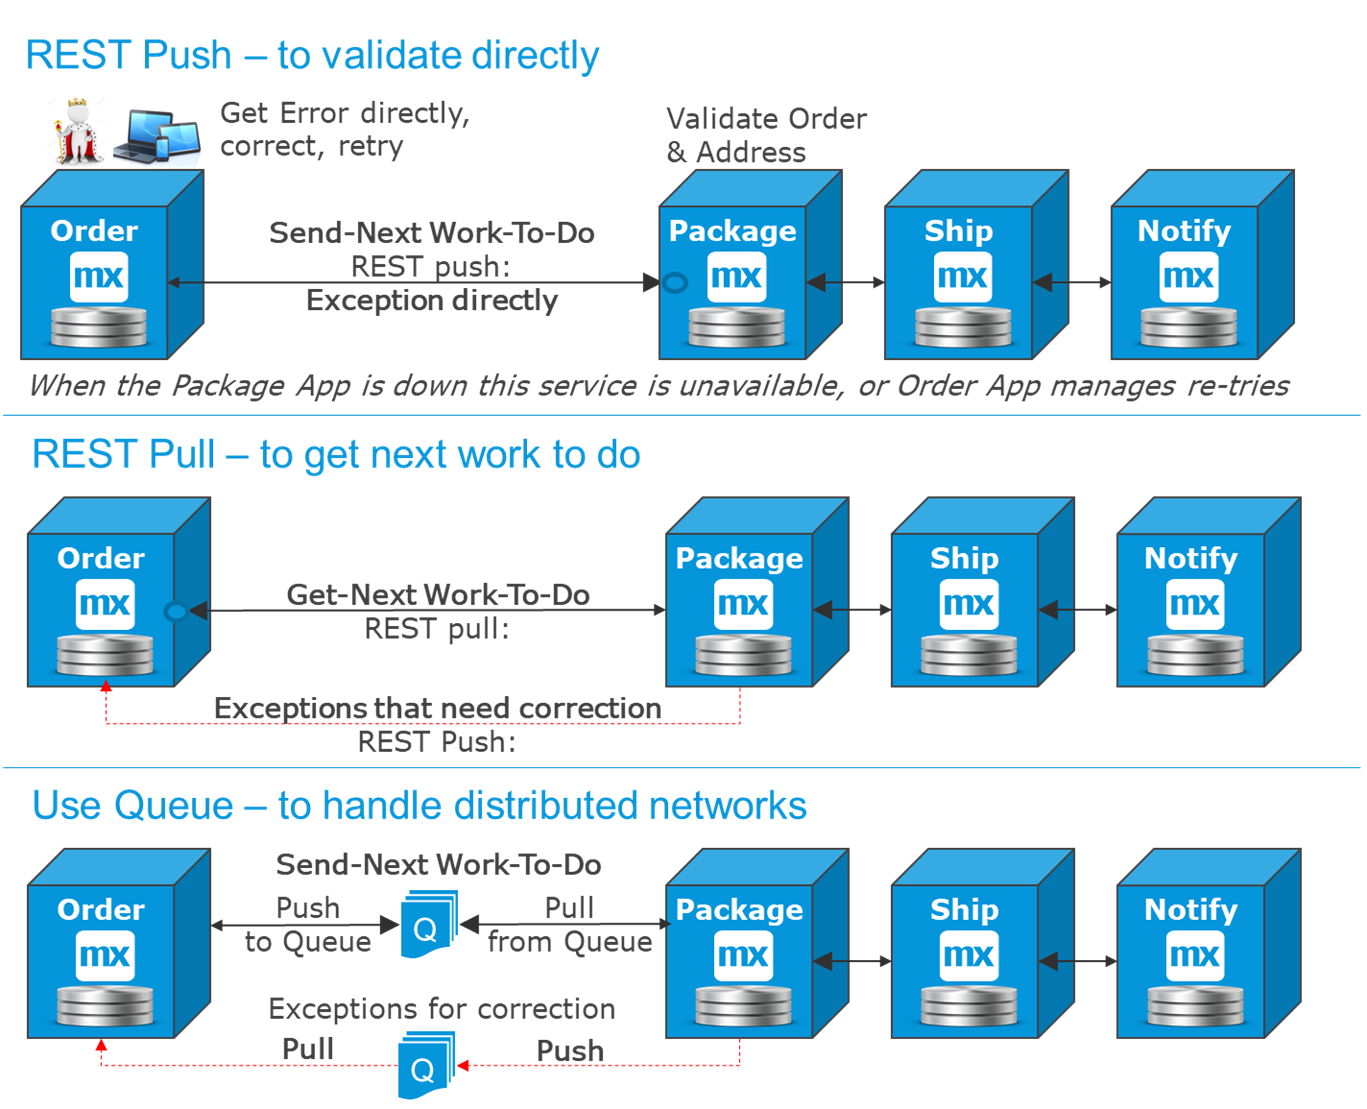 REST Push – to validate directly
Get Error directly,
correct, retry
Validate Order
& Address
Order
mx
Send-Next Work-To-Do
REST push:
Exception directly
Package
mx
Ship
mx
Notify
mx
When the Package App is down this service is unavailable, or Order App manages re-tries
REST Pull – to get next work to do
Order
mx
Get-Next Work-To-Do
REST pull:
Package
mx
Ship
mx
Notify
mx
Exceptions that need correction
REST Push:
Use Queue – to handle distributed networks
Send-Next Work-To-Do
Order
mx
Push
to Queue
Q
Pull
from Queue
Package
mx
Ship
mx
Notify
mx
Exceptions for correction
Pull
Q
Push